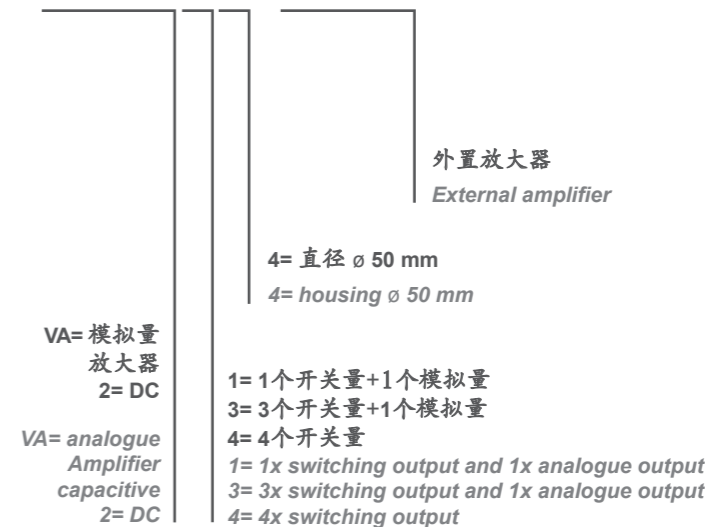 外置放大器
External amplifier
4= 直径 ø 50 mm
4= housing ø 50 mm
VA= 模拟量
放大器
2= DC
VA= analogue
Amplifier
capacitive
2= DC
1= 1个开关量+1个模拟量
3= 3个开关量+1个模拟量
4= 4个开关量
1= 1x switching output and 1x analogue output
3= 3x switching output and 1x analogue output
4= 4x switching output